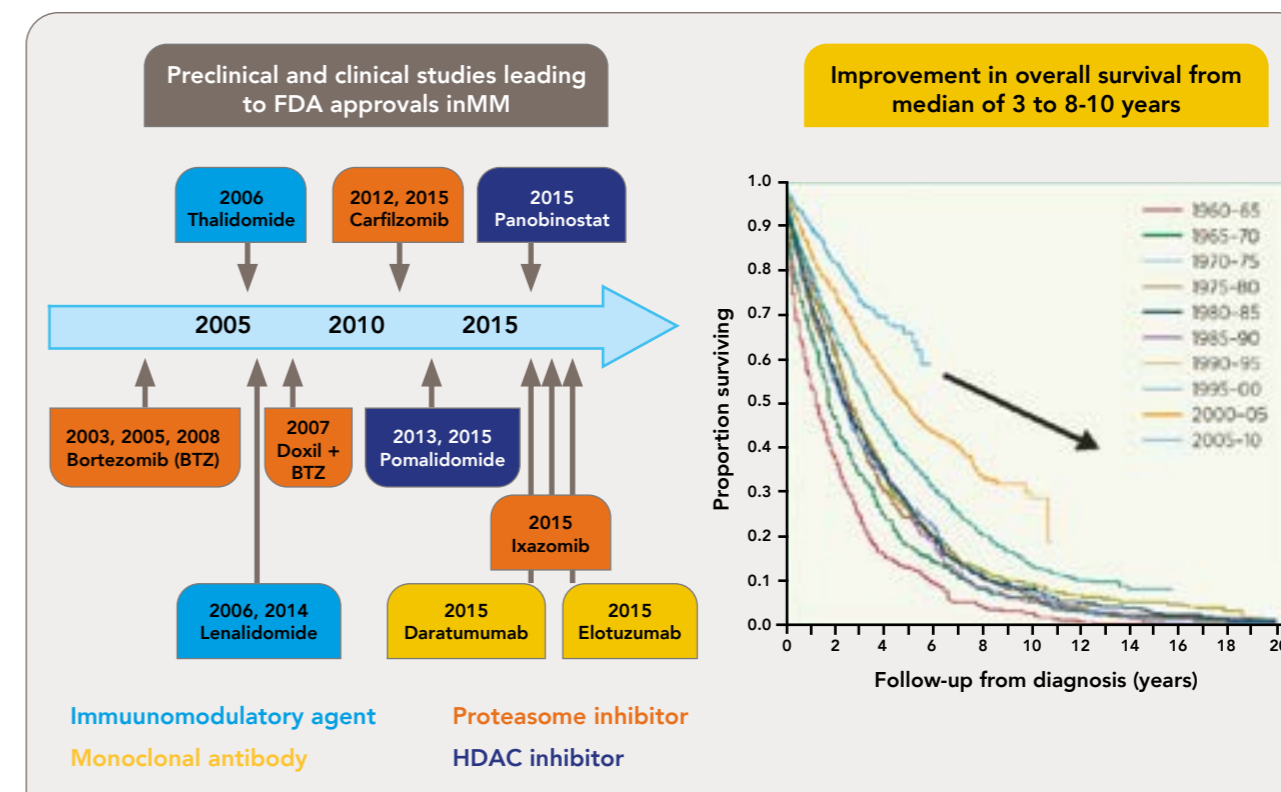 Preclinical and clinical studies leading
to FDA approvals inMM
2006
Thalidomide
2012, 2015
Carfilzomib
2015
Panobinostat
2005
2010
2015
2003, 2005, 2008
Bortezomib (BTZ)
2007
Doxil +
BTZ
2013, 2015
Pomalidomide
2015
Ixazomib
2006, 2014
Lenalidomide
2015
Daratumumab
2015
Elotuzumab
Immuunomodulatory agent
Proteasome inhibitor
Monoclonal antibody
HDAC inhibitor
Improvement in overall survival from
median of 3 to 8-10 years
Proportion surviving
1.0
0.9
0.8
0.7
0.6
0.5
0.4
0.3
0.2
0.1
0.0
1960-65
1965-70
1970-75
1975-80
1980-85
1985-90
1990-95
1995-00
2000-05
2005-10
0 2 4 6 8 10 12 14 16 18 20
Follow-up from diagnosis (years)